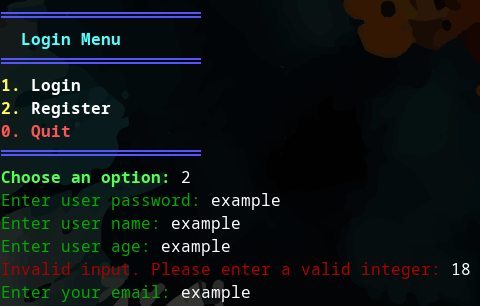 Login Menu
1. Login
2. Register
0. Quit
Choose an option: 2
Enter user password: example
Enter user name: example
Enter user age: example
Invalid input. Please enter a valid integer: 18
Enter your email: example